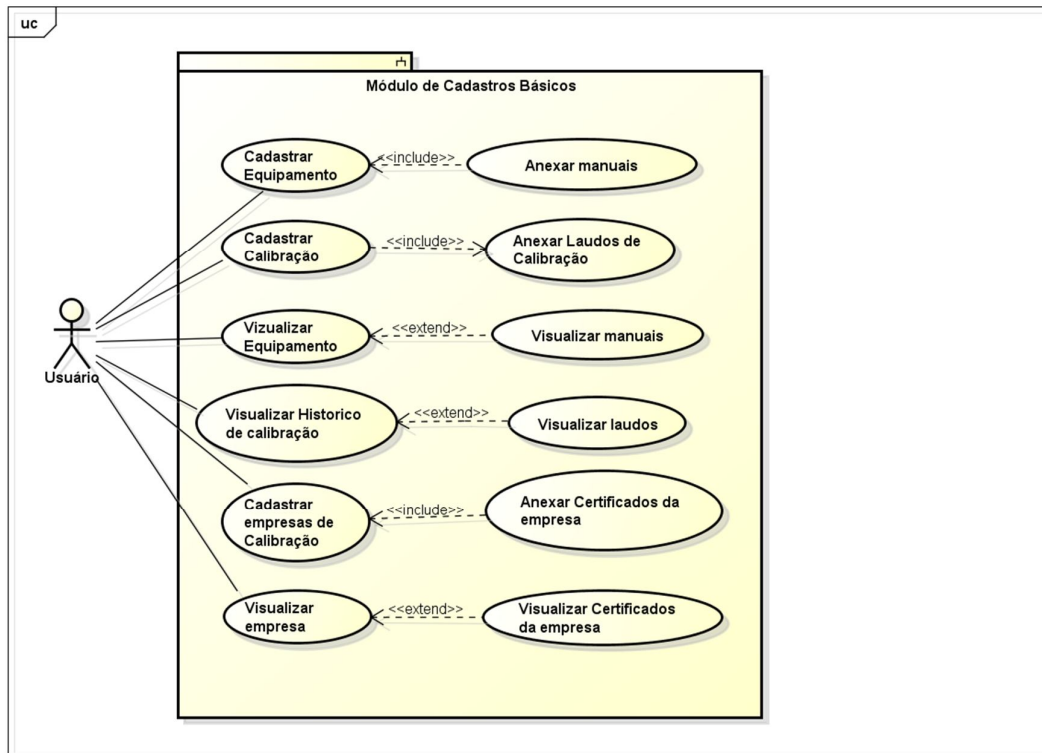 uc
Módulo de Cadastros Básicos
Cadastrar
Equipamento
<<include>>
Anexar manuais
Cadastrar
Calibração
<<include>>
Anexar Laudos de
Calibração
Vizualizar
Equipamento
<<extend>>
Visualizar manuais
Usuário
Visualizar Historico
de calibração
<<extend>>
Visualizar laudos
Cadastrar
empresas de
Calibração
<<include>>
Anexar Certificados da
empresa
Visualizar
empresa
<<extend>>
Visualizar Certificados
da empresa